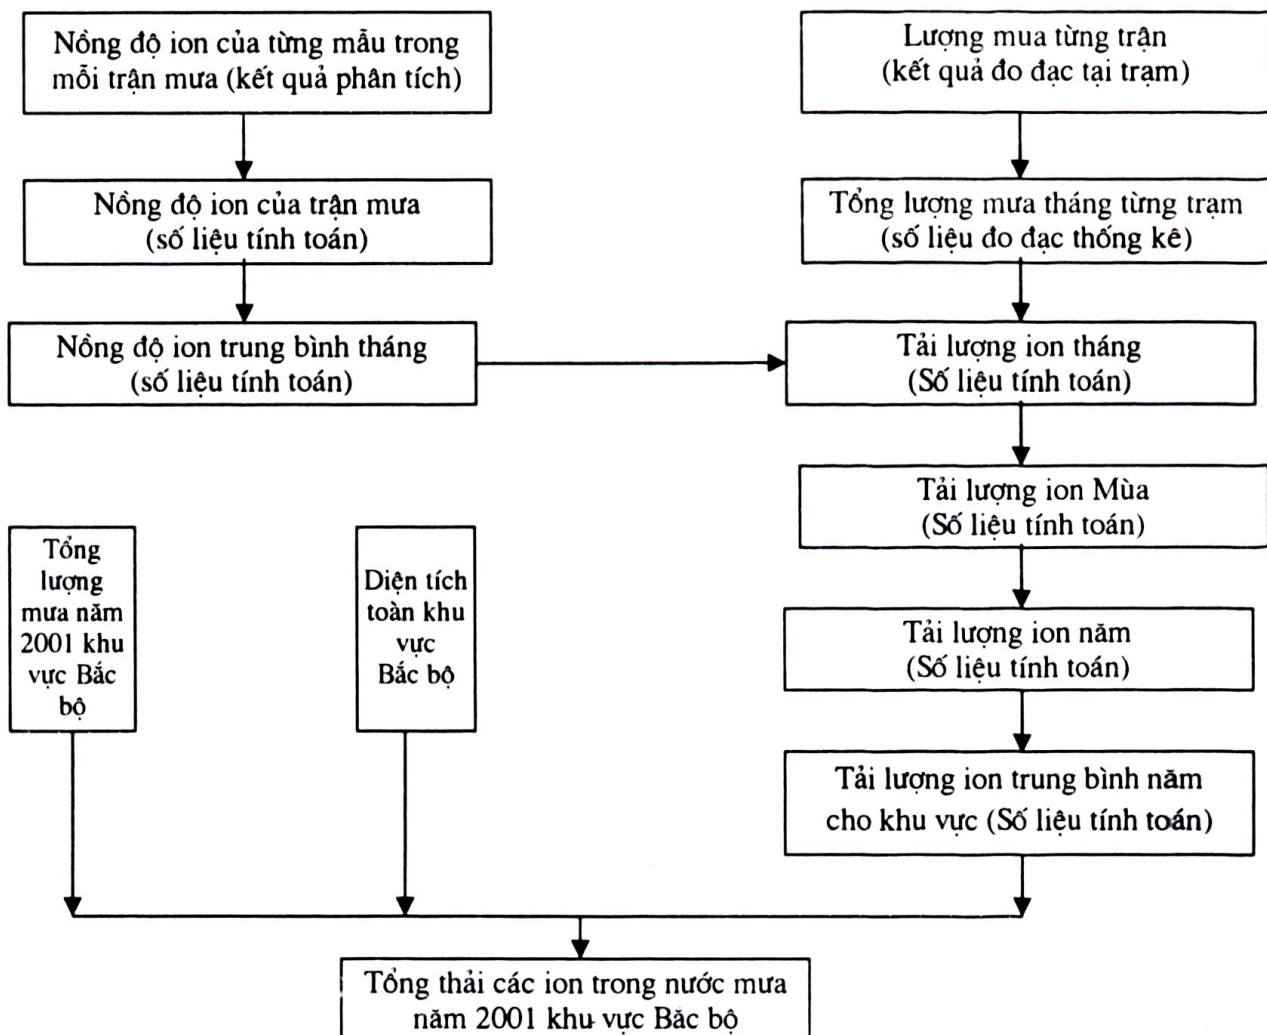 Nồng độ ion của từng mẫu trong
mỗi trận mưa (kết quả phân tích)
Lượng mua từng trận
(kết quả đo đạc tại trạm)
Nồng độ ion của trận mưa
(số liệu tính toán)
Tổng lượng mưa tháng từng trạm
(số liệu đo đạc thống kê)
Nồng độ ion trung bình tháng
(số liệu tính toán)
Tải lượng ion tháng
(Số liệu tính toán)
Tải lượng ion Mùa
(Số liệu tính toán)
Tổng
lượng
mưa năm
2001 khu
vực Bắc
bộ
Diện tích
toàn khu
vực
Bắc bộ
Tải lượng ion năm
(Số liệu tính toán)
Tải lượng ion trung bình năm
cho khu vực (Số liệu tính toán)
Tổng thải các ion trong nước mưa
năm 2001 khu vực Băc bộ